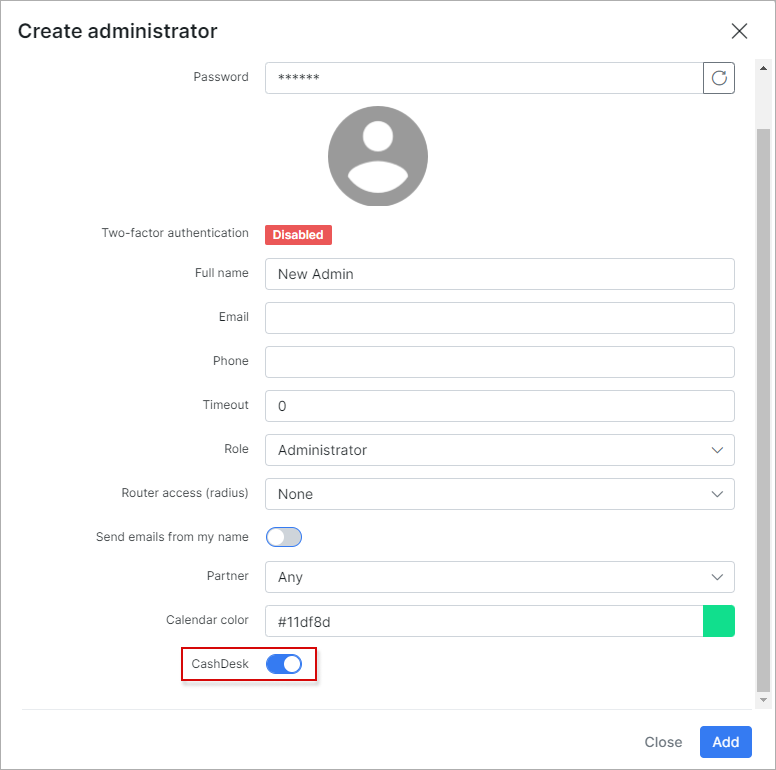 Create administrator
Password ******
Two-factor authentication Disabled
Full name New Admin
Email
Phone
Timeout 0
Role Administrator
Router access (radius) None
Send emails from my name
Partner Any
Calendar color #11df8d
CashDesk
Close Add